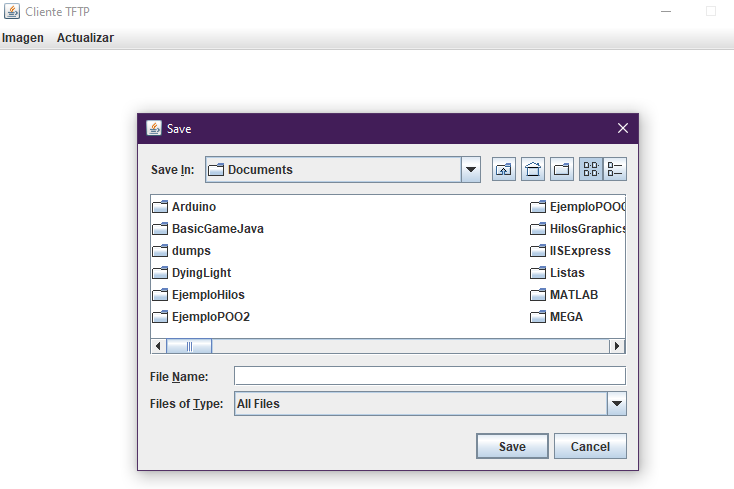 Cliente TFTP
Imagen Actualizar
Save
Save In: Documents
Arduino EjemploPOO
BasicGameJava HilosGraphics
dumps IISExpress
DyingLight Listas
EjemploHilos MATLAB
EjemploPOO2 MEGA
File Name:
Files of Type: All Files
Save Cancel